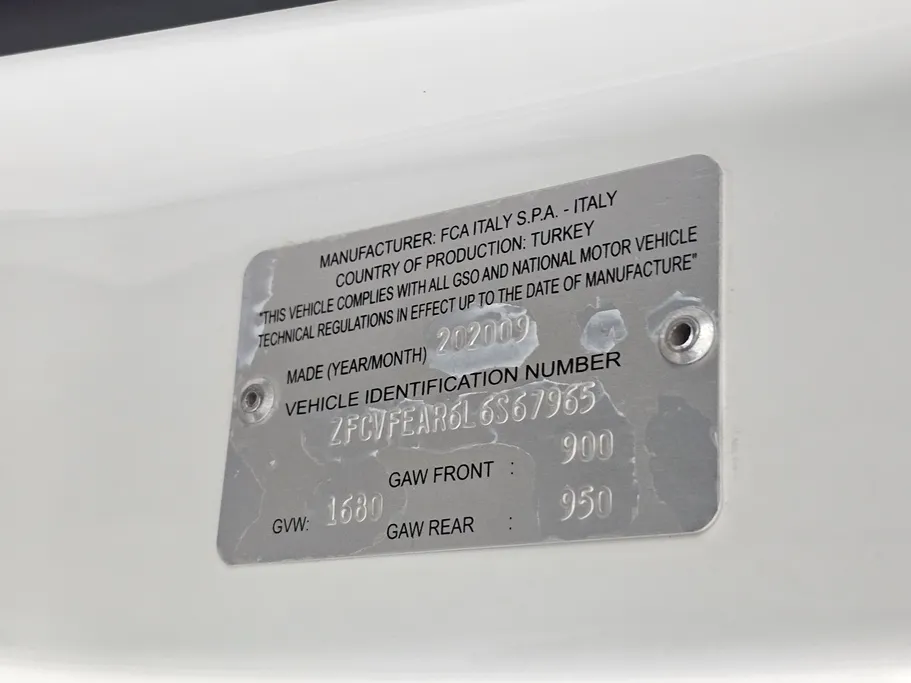 MANUFACTURER: FCA ITALY S.P.A. - ITALY
COUNTRY OF PRODUCTION: TURKEY
"THIS VEHICLE COMPLIES WITH ALL GSO AND NATIONAL MOTOR VEHICLE
TECHNICAL REGULATIONS IN EFFECT UP TO THE DATE OF MANUFACTURE"
MADE (YEAR/MONTH) 202009
VEHICLE IDENTIFICATION NUMBER
ZFCVFEAR6L6S67965
GAW FRONT : 900
GVW: 1680 GAW REAR : 950